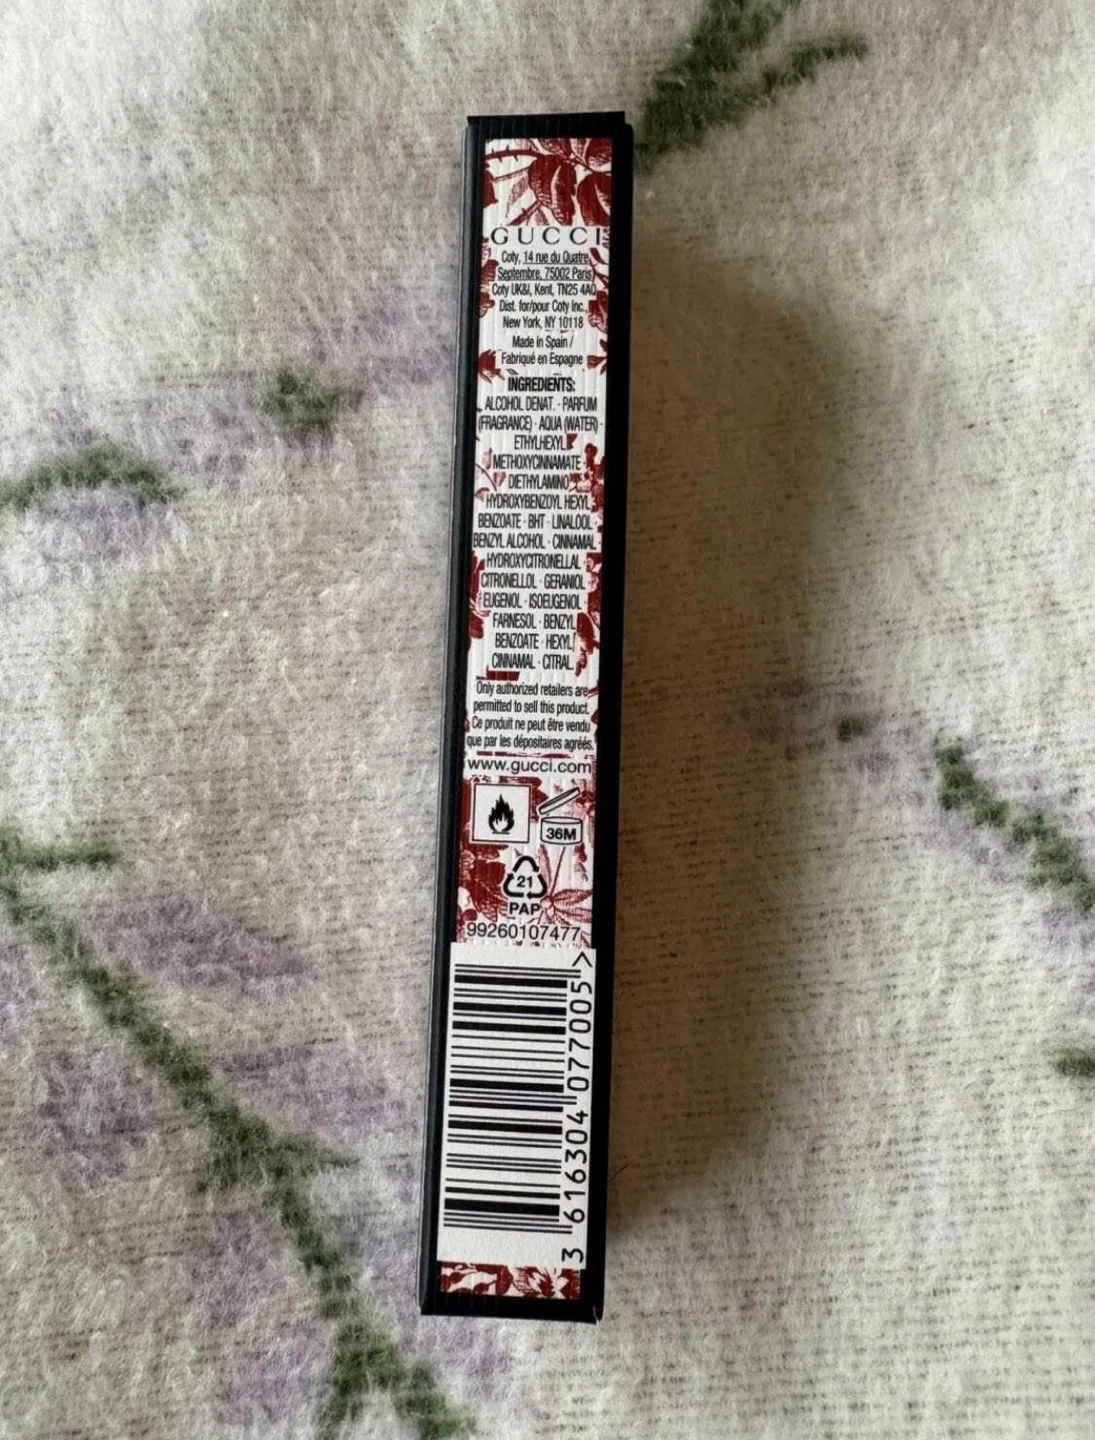 GUCCI
Coty, 14 rue du Quatre
Septembre, 75002 Paris
Coty UK&I, Kent, TN25 4AQ
Dist. for/pour Coty Inc.,
New York, NY 10118
Made in Spain /
Fabriqué en Espagne
INGREDIENTS:
ALCOHOL DENAT. · PARFUM
(FRAGRANCE) · AQUA (WATER) ·
ETHYLHEXYL
METHOXYCINNAMATE ·
DIETHYLAMINO
HYDROXYBENZOYL HEXYL
BENZOATE · BHT · LINALOOL ·
BENZYL ALCOHOL · CINNAMAL ·
HYDROXYCITRONELLAL ·
CITRONELLOL · GERANIOL ·
EUGENOL · ISOEUGENOL ·
FARNESOL · BENZYL
BENZOATE · HEXYL
CINNAMAL · CITRAL.
Only authorized retailers are
permitted to sell this product.
Ce produit ne peut être vendu
que par les dépositaires agréés.
www.gucci.com
36M
21
PAP
99260107477
3 616304 077005 >